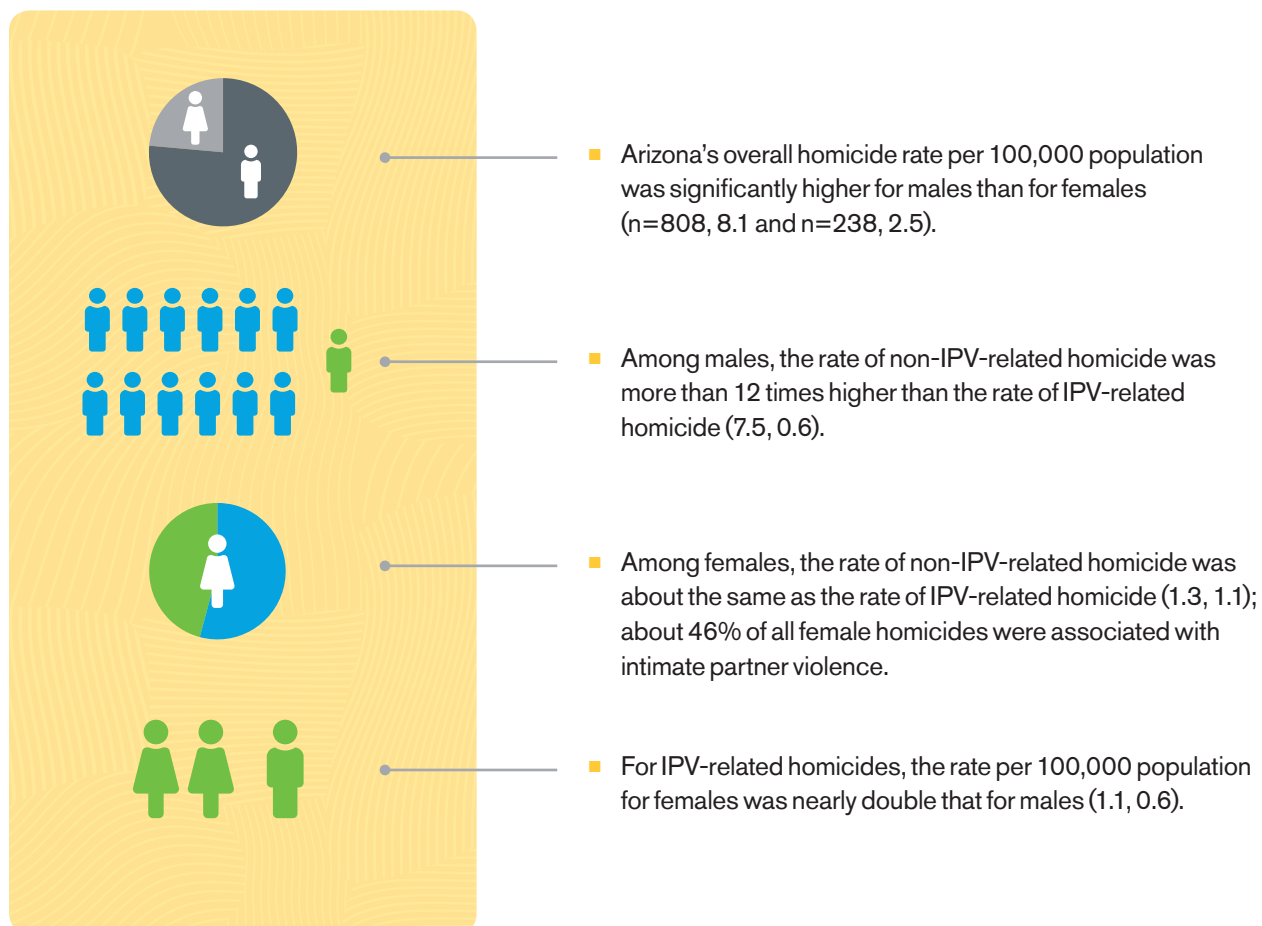 Arizona's overall homicide rate per 100,000 population
was significantly higher for males than for females
(n=808, 8.1 and n=238, 2.5).
Among males, the rate of non-IPV-related homicide was
more than 12 times higher than the rate of IPV-related
homicide (7.5, 0.6).
Among females, the rate of non-IPV-related homicide was
about the same as the rate of IPV-related homicide (1.3, 1.1);
about 46% of all female homicides were associated with
intimate partner violence.
For IPV-related homicides, the rate per 100,000 population
for females was nearly double that for males (1.1, 0.6).